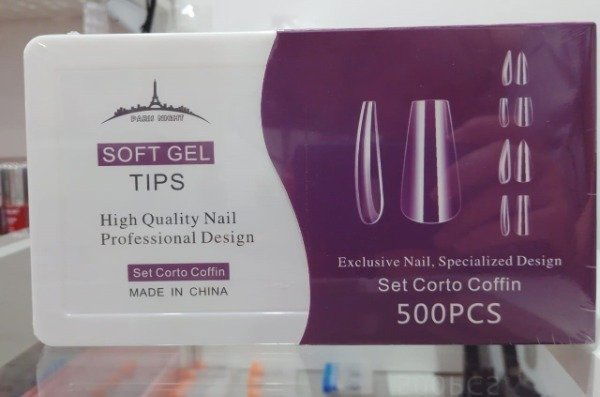 PARIS NIGHT
SOFT GEL
TIPS
High Quality Nail
Professional Design
Set Corto Coffin
MADE IN CHINA
Exclusive Nail, Specialized Design
Set Corto Coffin
500PCS